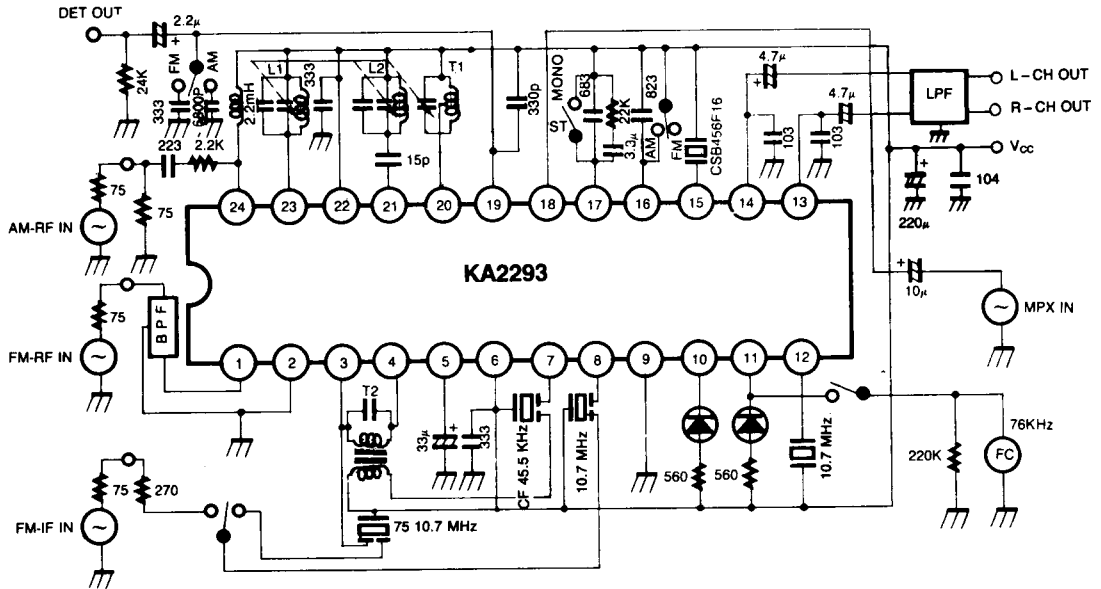 DET OUT
2.2μ
+
24K
FM
AM
333
6800P
223
2.2K
2.2mH
L1
333
L2
T1
15p
330p
MONO
ST
683
22K
3.3μ
823
AM
FM
CSB456F16
4.7μ
+
4.7μ
+
103
103
LPF
L-CH OUT
R-CH OUT
VCC
+
220μ
104
75
AM-RF IN
75
24
23
22
21
20
19
18
17
16
15
14
13
KA2293
+
10μ
MPX IN
75
BPF
FM-RF IN
1
2
3
4
5
6
7
8
9
10
11
12
T2
33μ
+
333
CF 45.5 KHz
10.7 MHz
560
560
10.7 MHz
220K
76KHz
FC
75
270
FM-IF IN
75 10.7 MHz